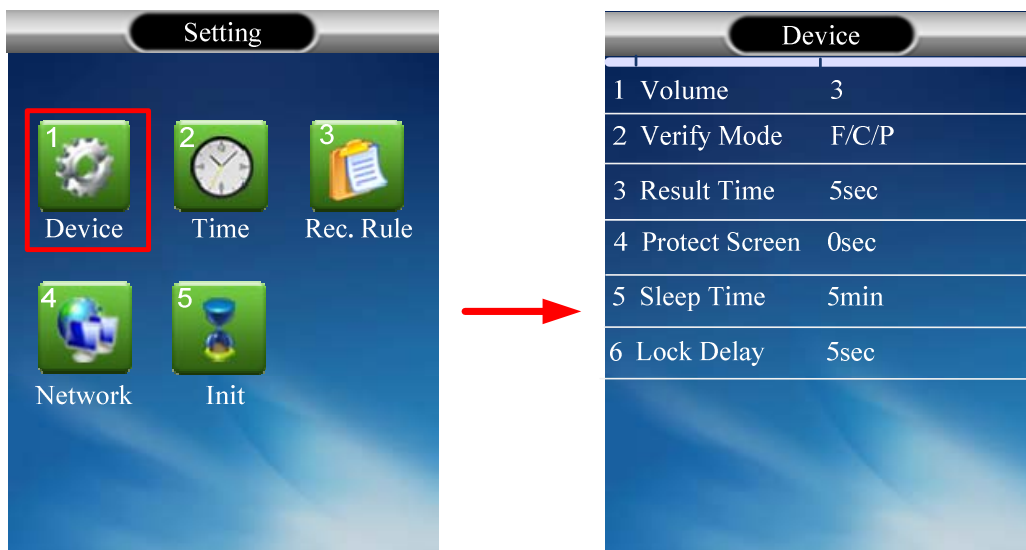 Setting
1 2 3
Device Time Rec. Rule
4 5
Network Init
Device
1 Volume 3
2 Verify Mode F/C/P
3 Result Time 5sec
4 Protect Screen 0sec
5 Sleep Time 5min
6 Lock Delay 5sec